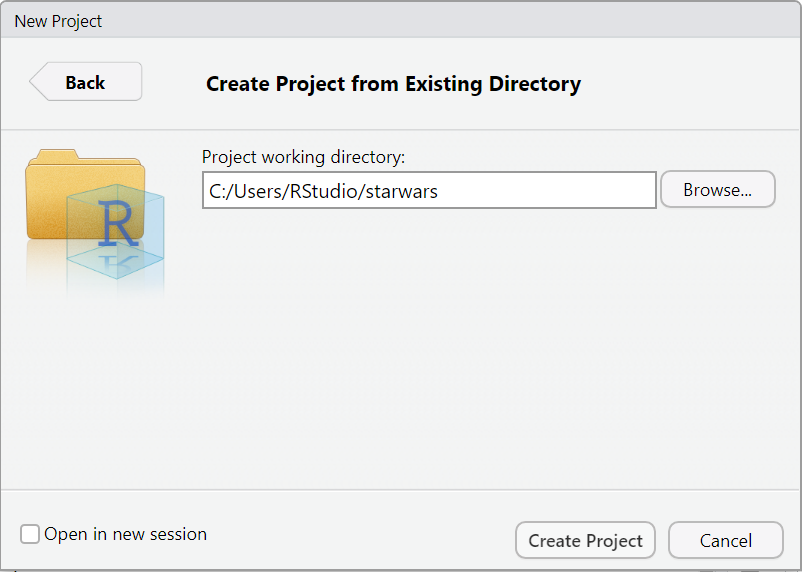 New Project
Back
Create Project from Existing Directory
Project working directory:
C:/Users/RStudio/starwars
Browse...
R
Open in new session
Create Project
Cancel